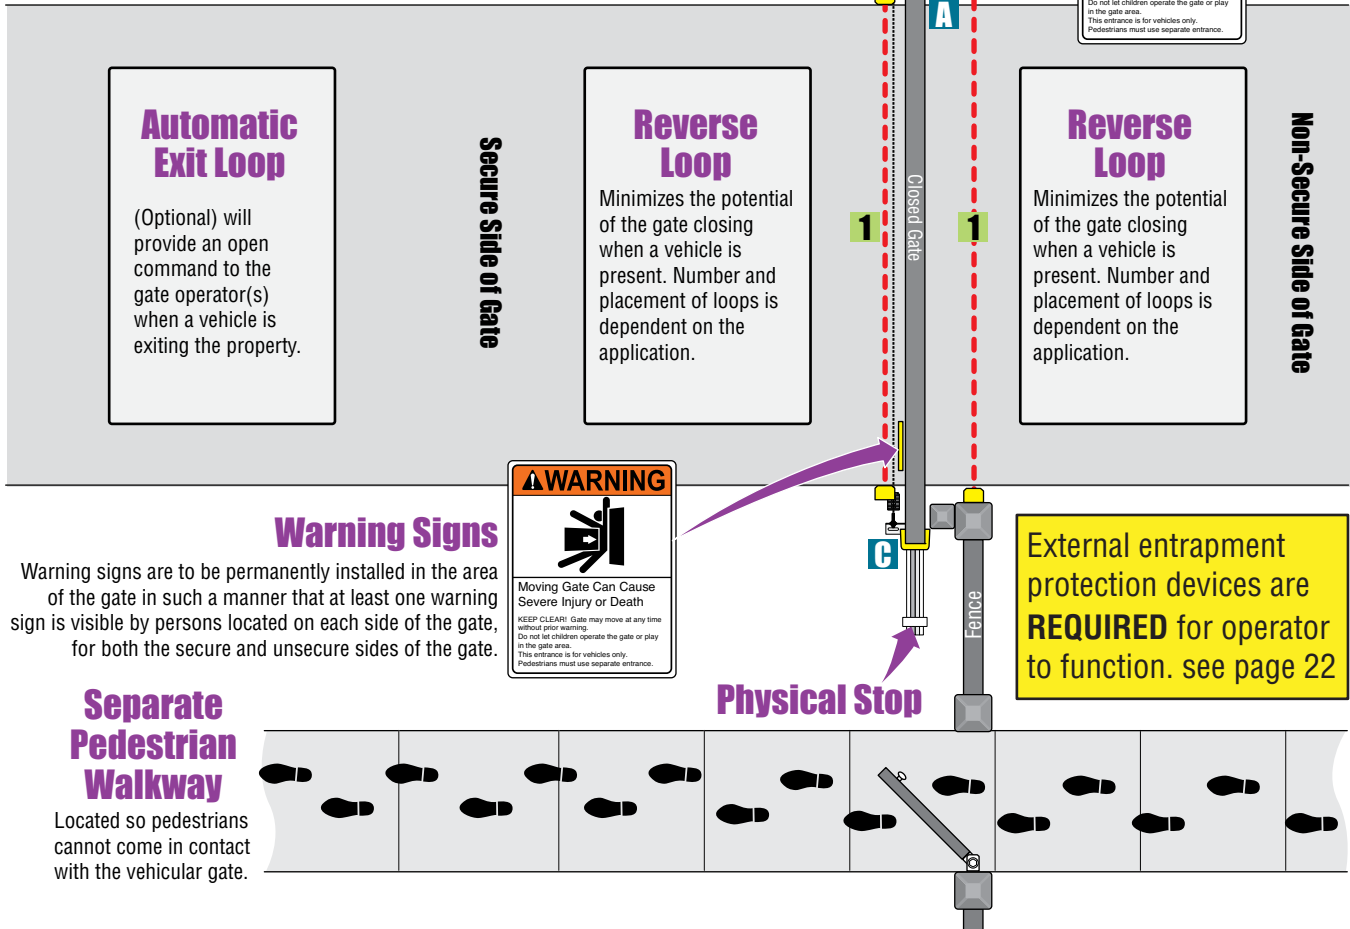 Do not let children operate the gate or play
in the gate area.
This entrance is for vehicles only.
Pedestrians must use separate entrance.
A
Automatic
Exit Loop
(Optional) will
provide an open
command to the
gate operator(s)
when a vehicle is
exiting the property.
Secure Side of Gate
Reverse
Loop
Minimizes the potential
of the gate closing
when a vehicle is
present. Number and
placement of loops is
dependent on the
application.
1
Closed Gate
1
Reverse
Loop
Minimizes the potential
of the gate closing
when a vehicle is
present. Number and
placement of loops is
dependent on the
application.
Non-Secure Side of Gate
Warning Signs
Warning signs are to be permanently installed in the area
of the gate in such a manner that at least one warning
sign is visible by persons located on each side of the gate,
for both the secure and unsecure sides of the gate.
WARNING
Moving Gate Can Cause
Severe Injury or Death
KEEP CLEAR! Gate may move at any time
without prior warning.
Do not let children operate the gate or play
in the gate area.
This entrance is for vehicles only.
Pedestrians must use separate entrance.
C
Physical Stop
Fence
External entrapment
protection devices are
REQUIRED for operator
to function. see page 22
Separate
Pedestrian
Walkway
Located so pedestrians
cannot come in contact
with the vehicular gate.